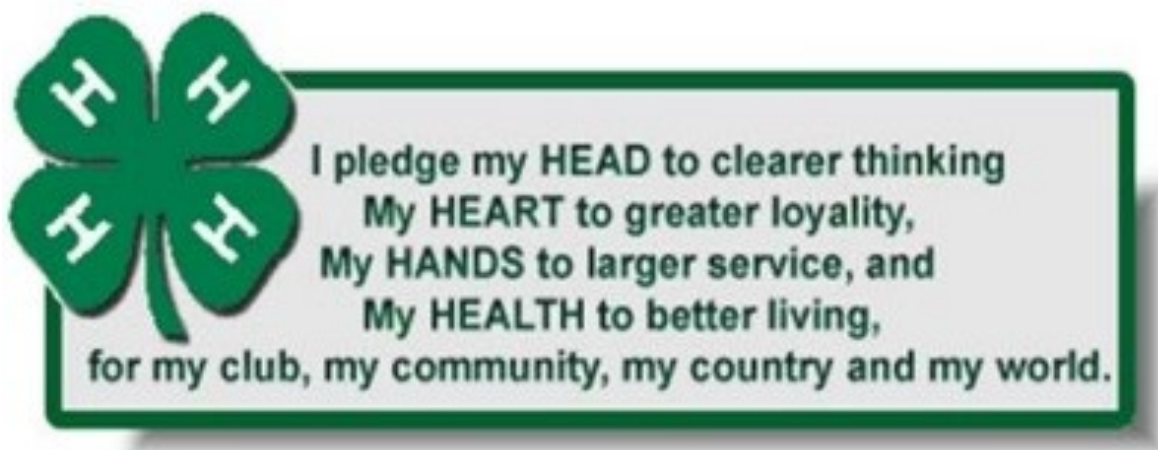 H H
H H
I pledge my HEAD to clearer thinking
My HEART to greater loyality,
My HANDS to larger service, and
My HEALTH to better living,
for my club, my community, my country and my world.